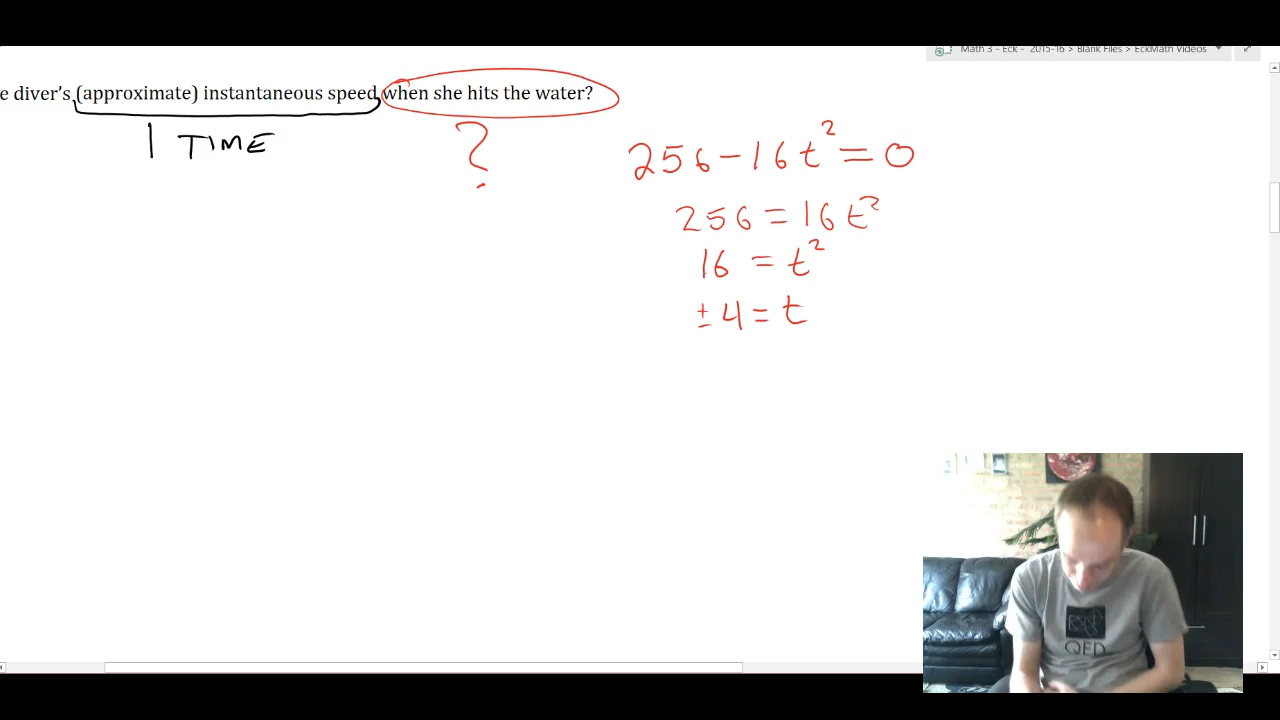 Math 3 - Eck - 2015-16 > Blank Files > EckMath Videos
e diver's (approximate) instantaneous speed when she hits the water?
1 TIME
?
256 - 16t² = 0
256 = 16t²
16 = t²
± 4 = t
QED